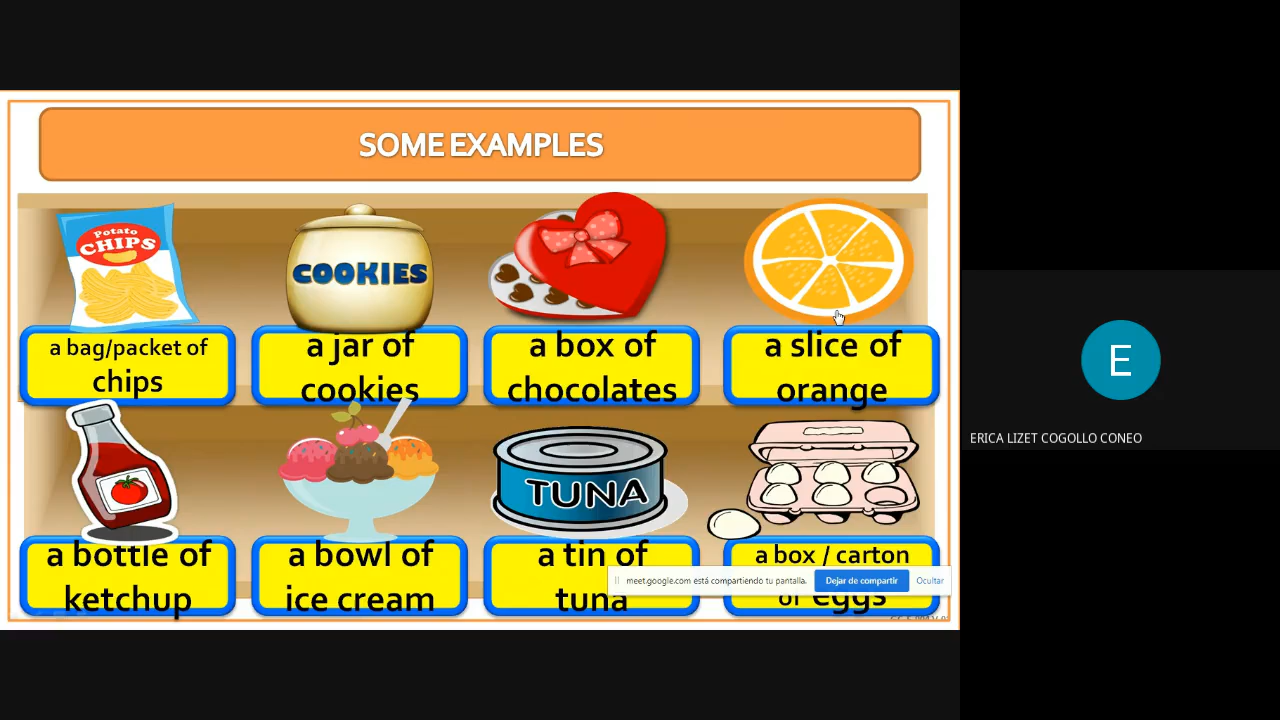 SOME EXAMPLES
Potato
CHIPS
COOKIES
a bag/packet of
chips
a jar of
cookies
a box of
chocolates
a slice of
orange
TUNA
a bottle of
ketchup
a bowl of
ice cream
a tin of
tuna
a box / carton
of eggs
meet.google.com está compartiendo tu pantalla.
Dejar de compartir
Ocultar
E
ERICA LIZET COGOLLO CONEO